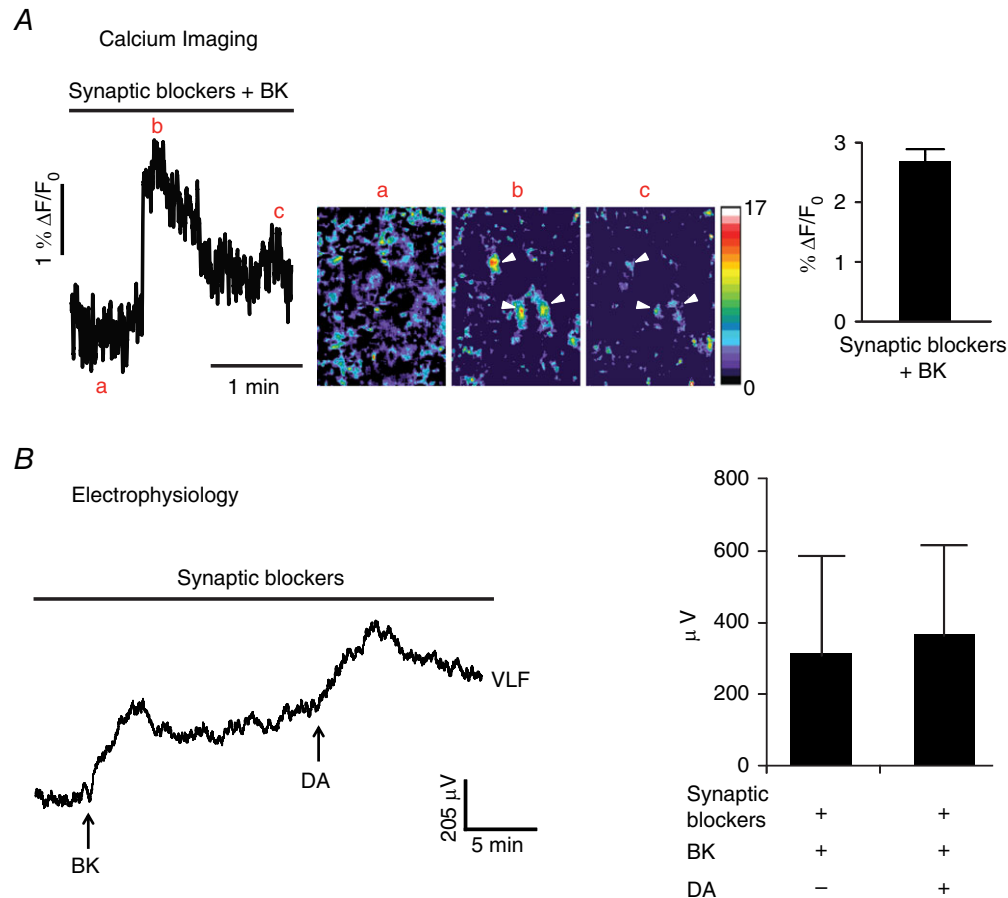 A
Calcium Imaging
Synaptic blockers + BK
b
c
a
1 % ΔF/F0
1 min
a
b
c
17
0
% ΔF/F0
3
2
1
0
Synaptic blockers
+ BK
B
Electrophysiology
Synaptic blockers
VLF
BK
DA
205 μV
5 min
μ V
800
600
400
200
0
Synaptic
blockers
+ +
BK + +
DA − +